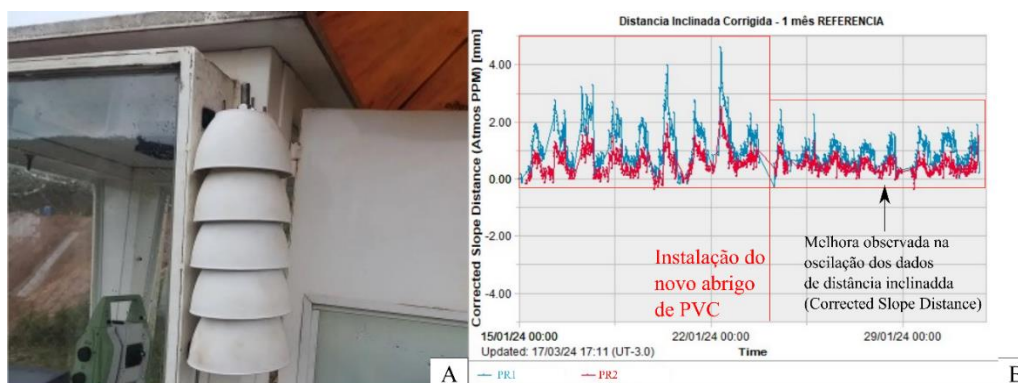 Distancia Inclinada Corrigida - 1 mês REFERENCIA
Corrected Slope Distance (Atmos PPM) [mm]
4.00
2.00
0.00
-2.00
-4.00
Instalação do
novo abrigo
de PVC
Melhora observada na
oscilação dos dados
de distância inclinadda
(Corrected Slope Distance)
15/01/24 00:00
22/01/24 00:00
29/01/24 00:00
Updated: 17/03/24 17:11 (UT-3.0)
Time
PR1
PR2
A